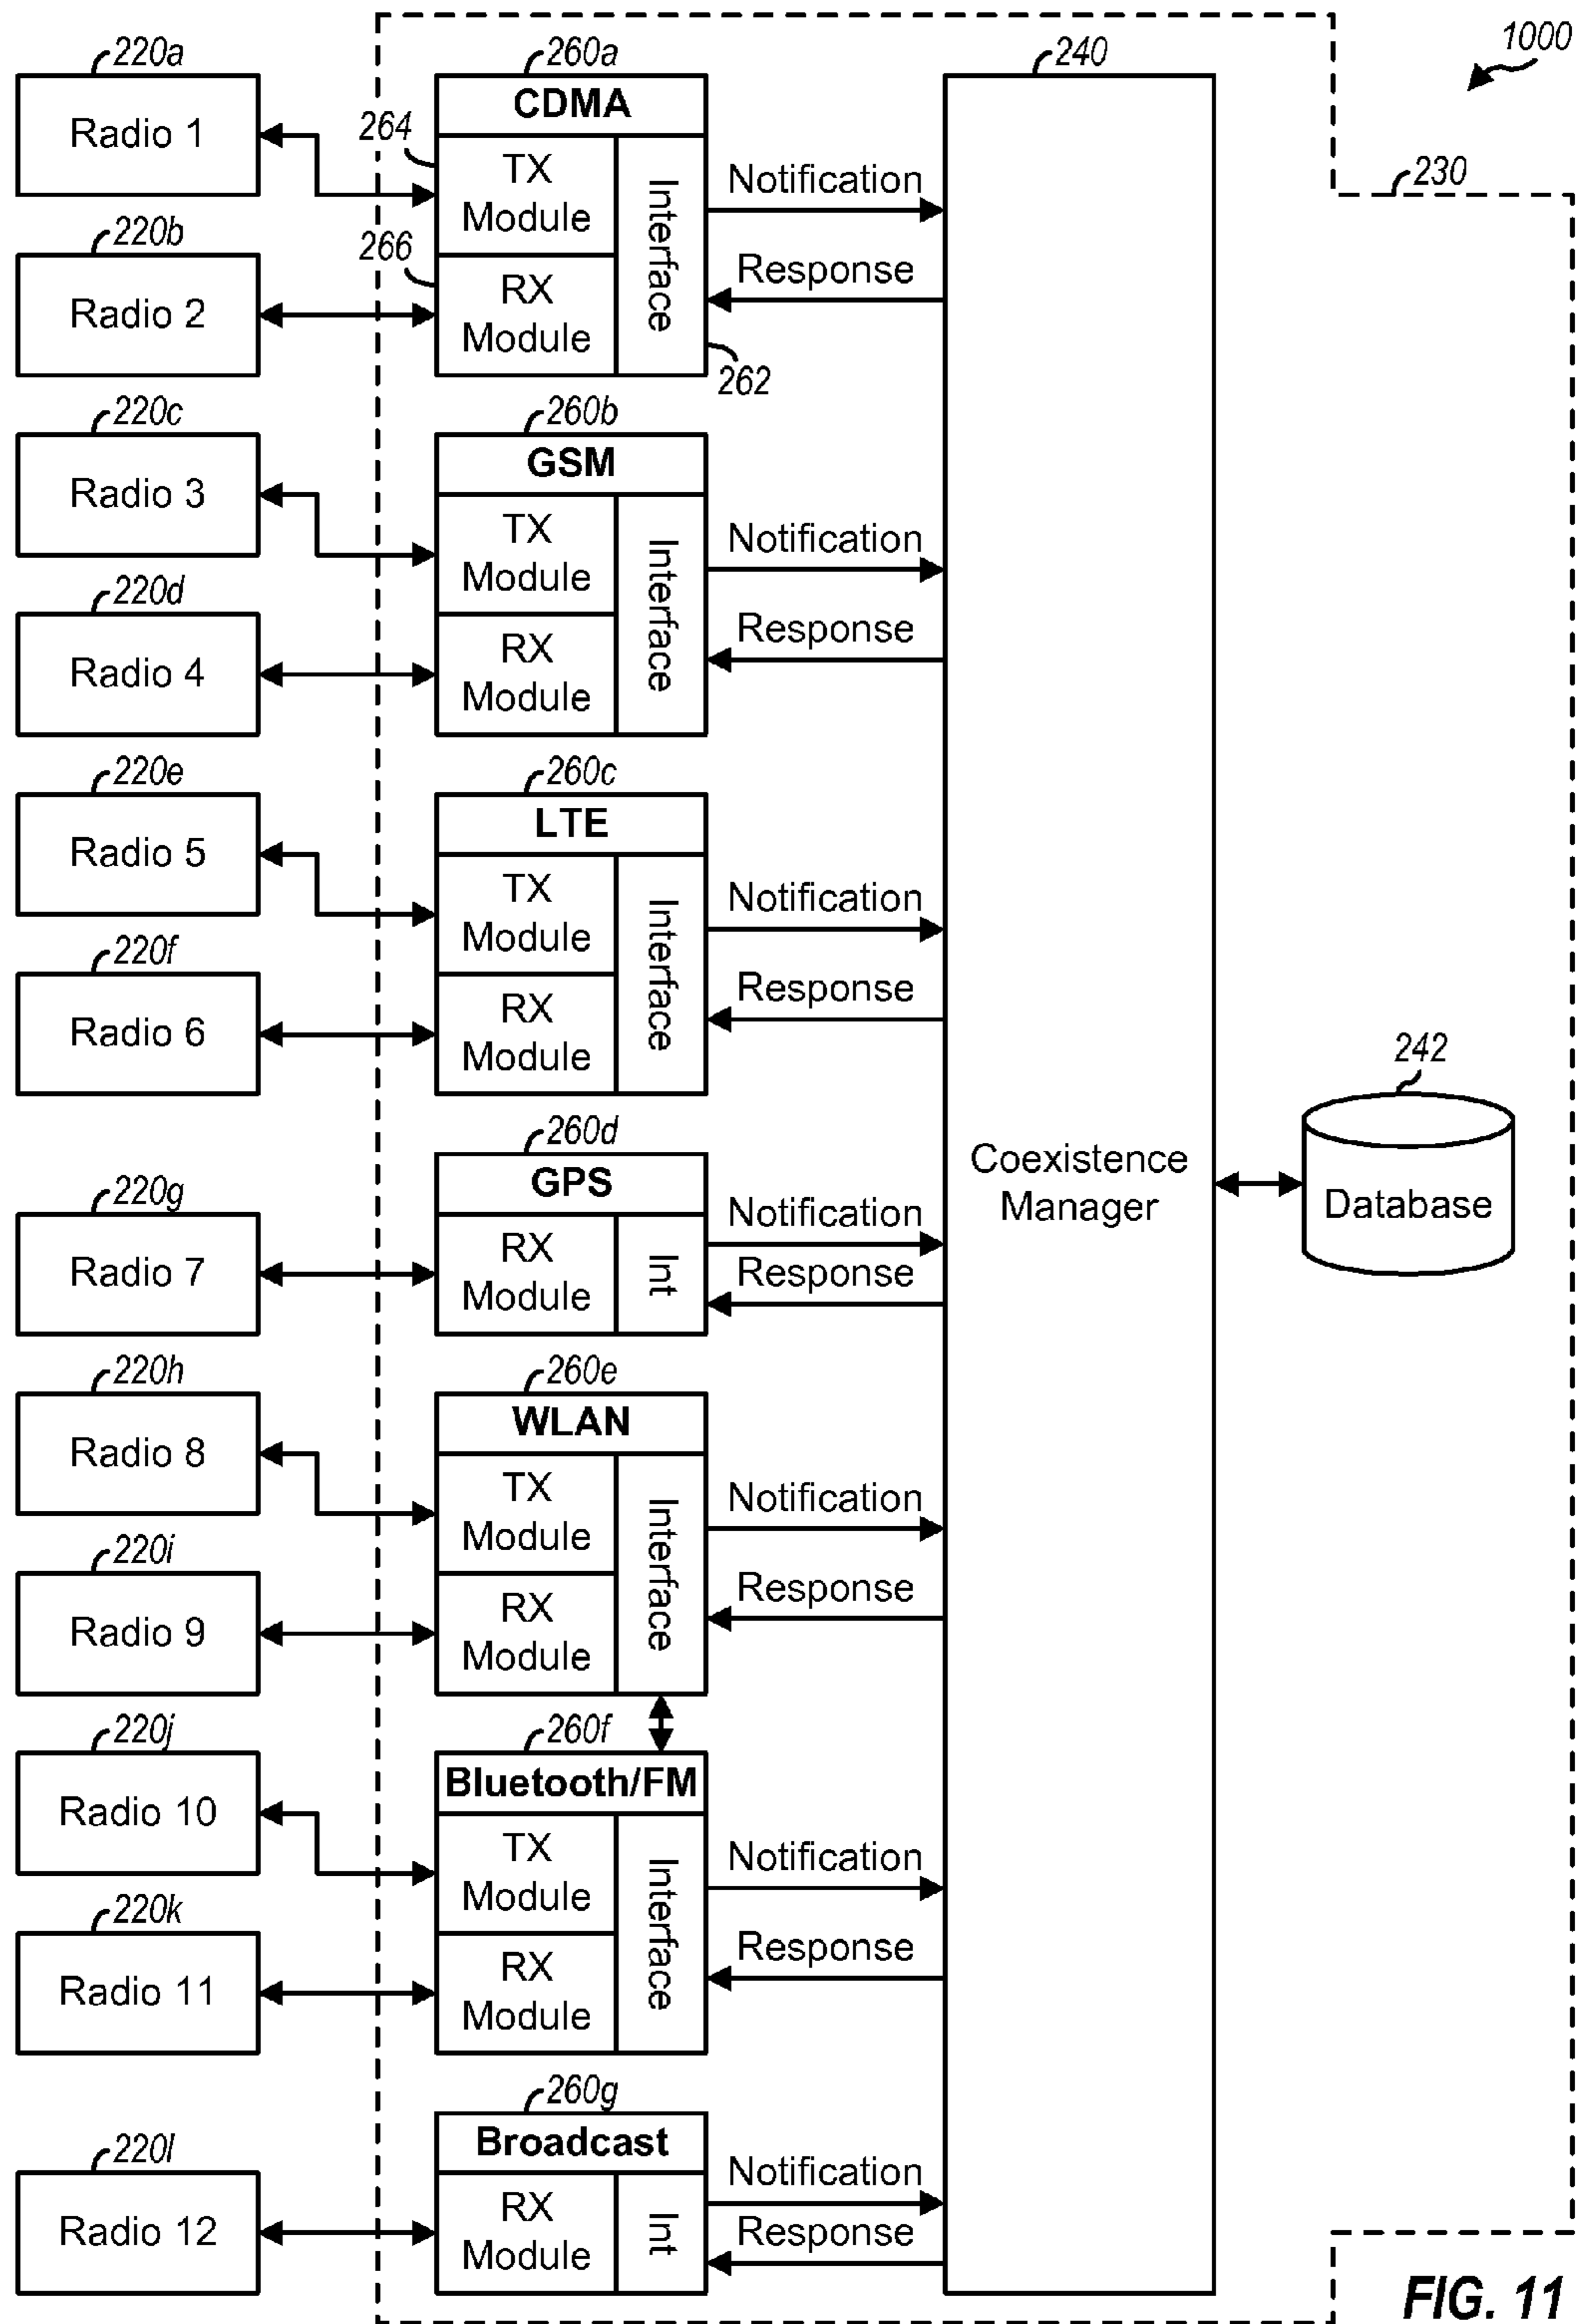 1000
230
220a
Radio 1
220b
Radio 2
260a
CDMA
264
TX
Module
266
RX
Module
Interface
262
Notification
Response
240
Coexistence
Manager
242
Database
220c
Radio 3
220d
Radio 4
260b
GSM
TX
Module
RX
Module
Interface
Notification
Response
220e
Radio 5
220f
Radio 6
260c
LTE
TX
Module
RX
Module
Interface
Notification
Response
220g
Radio 7
260d
GPS
RX
Module
Int
Notification
Response
220h
Radio 8
220i
Radio 9
260e
WLAN
TX
Module
RX
Module
Interface
Notification
Response
220j
Radio 10
220k
Radio 11
260f
Bluetooth/FM
TX
Module
RX
Module
Interface
Notification
Response
220l
Radio 12
260g
Broadcast
RX
Module
Int
Notification
Response
FIG. 11